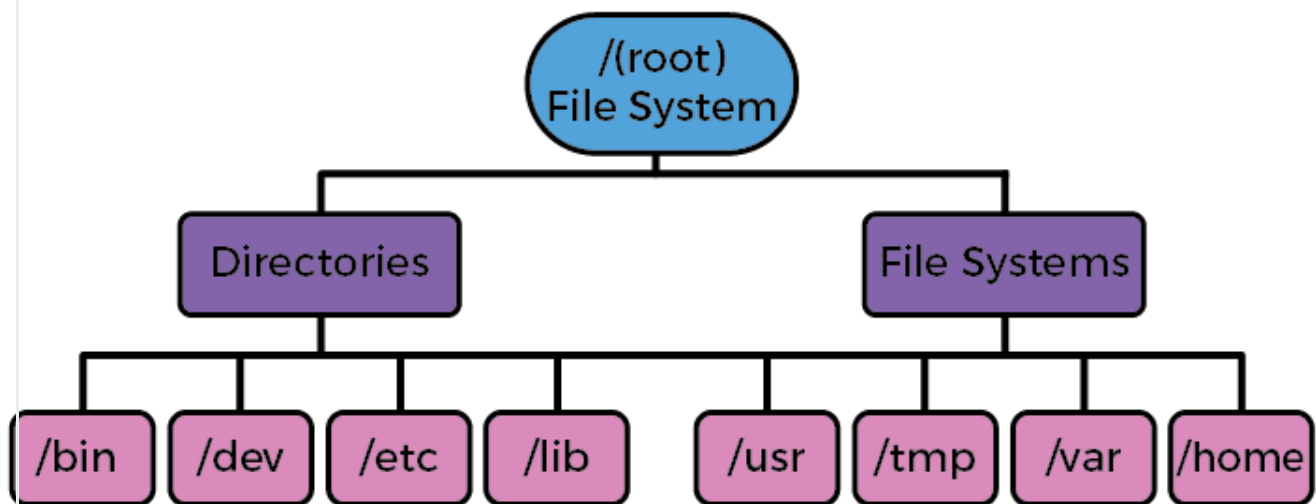 /(root)
File System
Directories
File Systems
/bin
/dev
/etc
/lib
/usr
/tmp
/var
/home